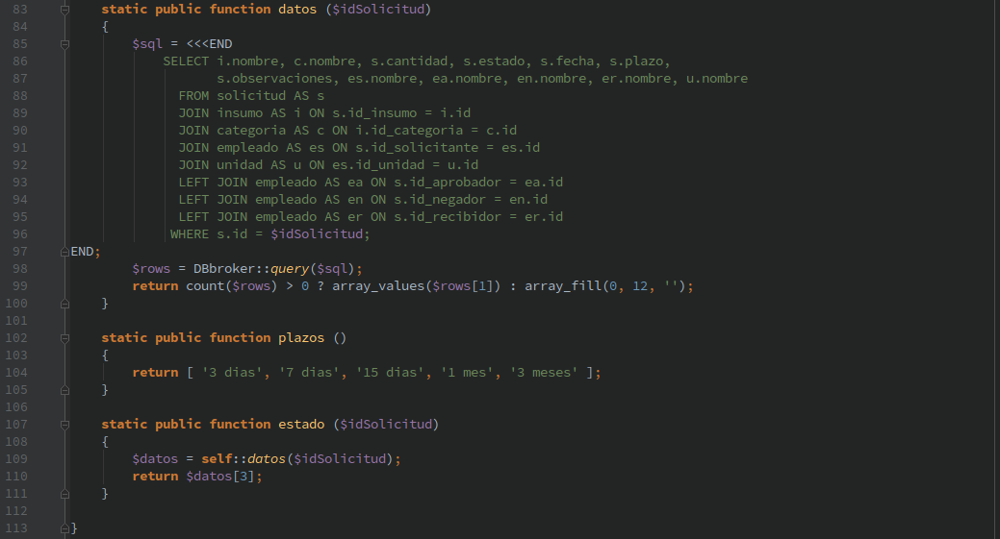 83 static public function datos ($idSolicitud)
84 {
85 $sql = <<<END
86 SELECT i.nombre, c.nombre, s.cantidad, s.estado, s.fecha, s.plazo,
87 s.observaciones, es.nombre, ea.nombre, en.nombre, er.nombre, u.nombre
88 FROM solicitud AS s
89 JOIN insumo AS i ON s.id_insumo = i.id
90 JOIN categoria AS c ON i.id_categoria = c.id
91 JOIN empleado AS es ON s.id_solicitante = es.id
92 JOIN unidad AS u ON es.id_unidad = u.id
93 LEFT JOIN empleado AS ea ON s.id_aprobador = ea.id
94 LEFT JOIN empleado AS en ON s.id_negador = en.id
95 LEFT JOIN empleado AS er ON s.id_recibidor = er.id
96 WHERE s.id = $idSolicitud;
97 END;
98 $rows = DBbroker::query($sql);
99 return count($rows) > 0 ? array_values($rows[1]) : array_fill(0, 12, '');
100 }
101
102 static public function plazos ()
103 {
104 return [ '3 dias', '7 dias', '15 dias', '1 mes', '3 meses' ];
105 }
106
107 static public function estado ($idSolicitud)
108 {
109 $datos = self::datos($idSolicitud);
110 return $datos[3];
111 }
112
113 }